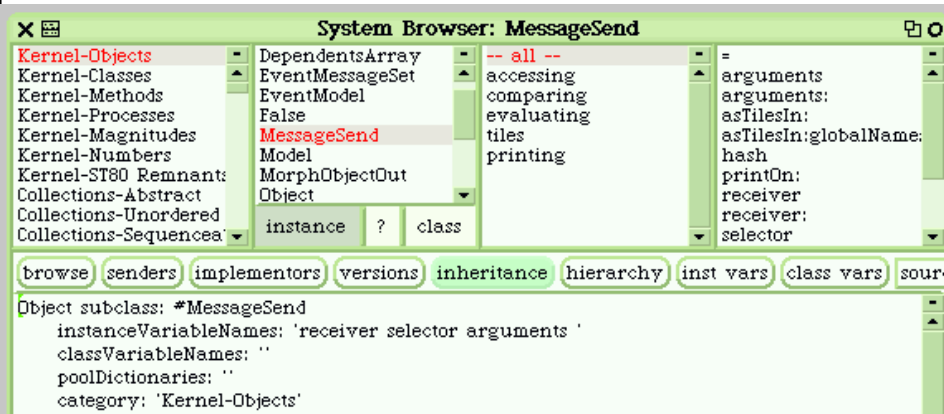 System Browser: MessageSend
Kernel-Objects
Kernel-Classes
Kernel-Methods
Kernel-Processes
Kernel-Magnitudes
Kernel-Numbers
Kernel-ST80 Remnants
Collections-Abstract
Collections-Unordered
Collections-Sequencea
DependentsArray
EventMessageSet
EventModel
False
MessageSend
Model
MorphObjectOut
Object
instance ? class
-- all --
accessing
comparing
evaluating
tiles
printing
=
arguments
arguments:
asTilesIn:
asTilesIn:globalName:
hash
printOn:
receiver
receiver:
selector
browse senders implementors versions inheritance hierarchy inst vars class vars sour
Object subclass: #MessageSend
instanceVariableNames: 'receiver selector arguments '
classVariableNames: ''
poolDictionaries: ''
category: 'Kernel-Objects'